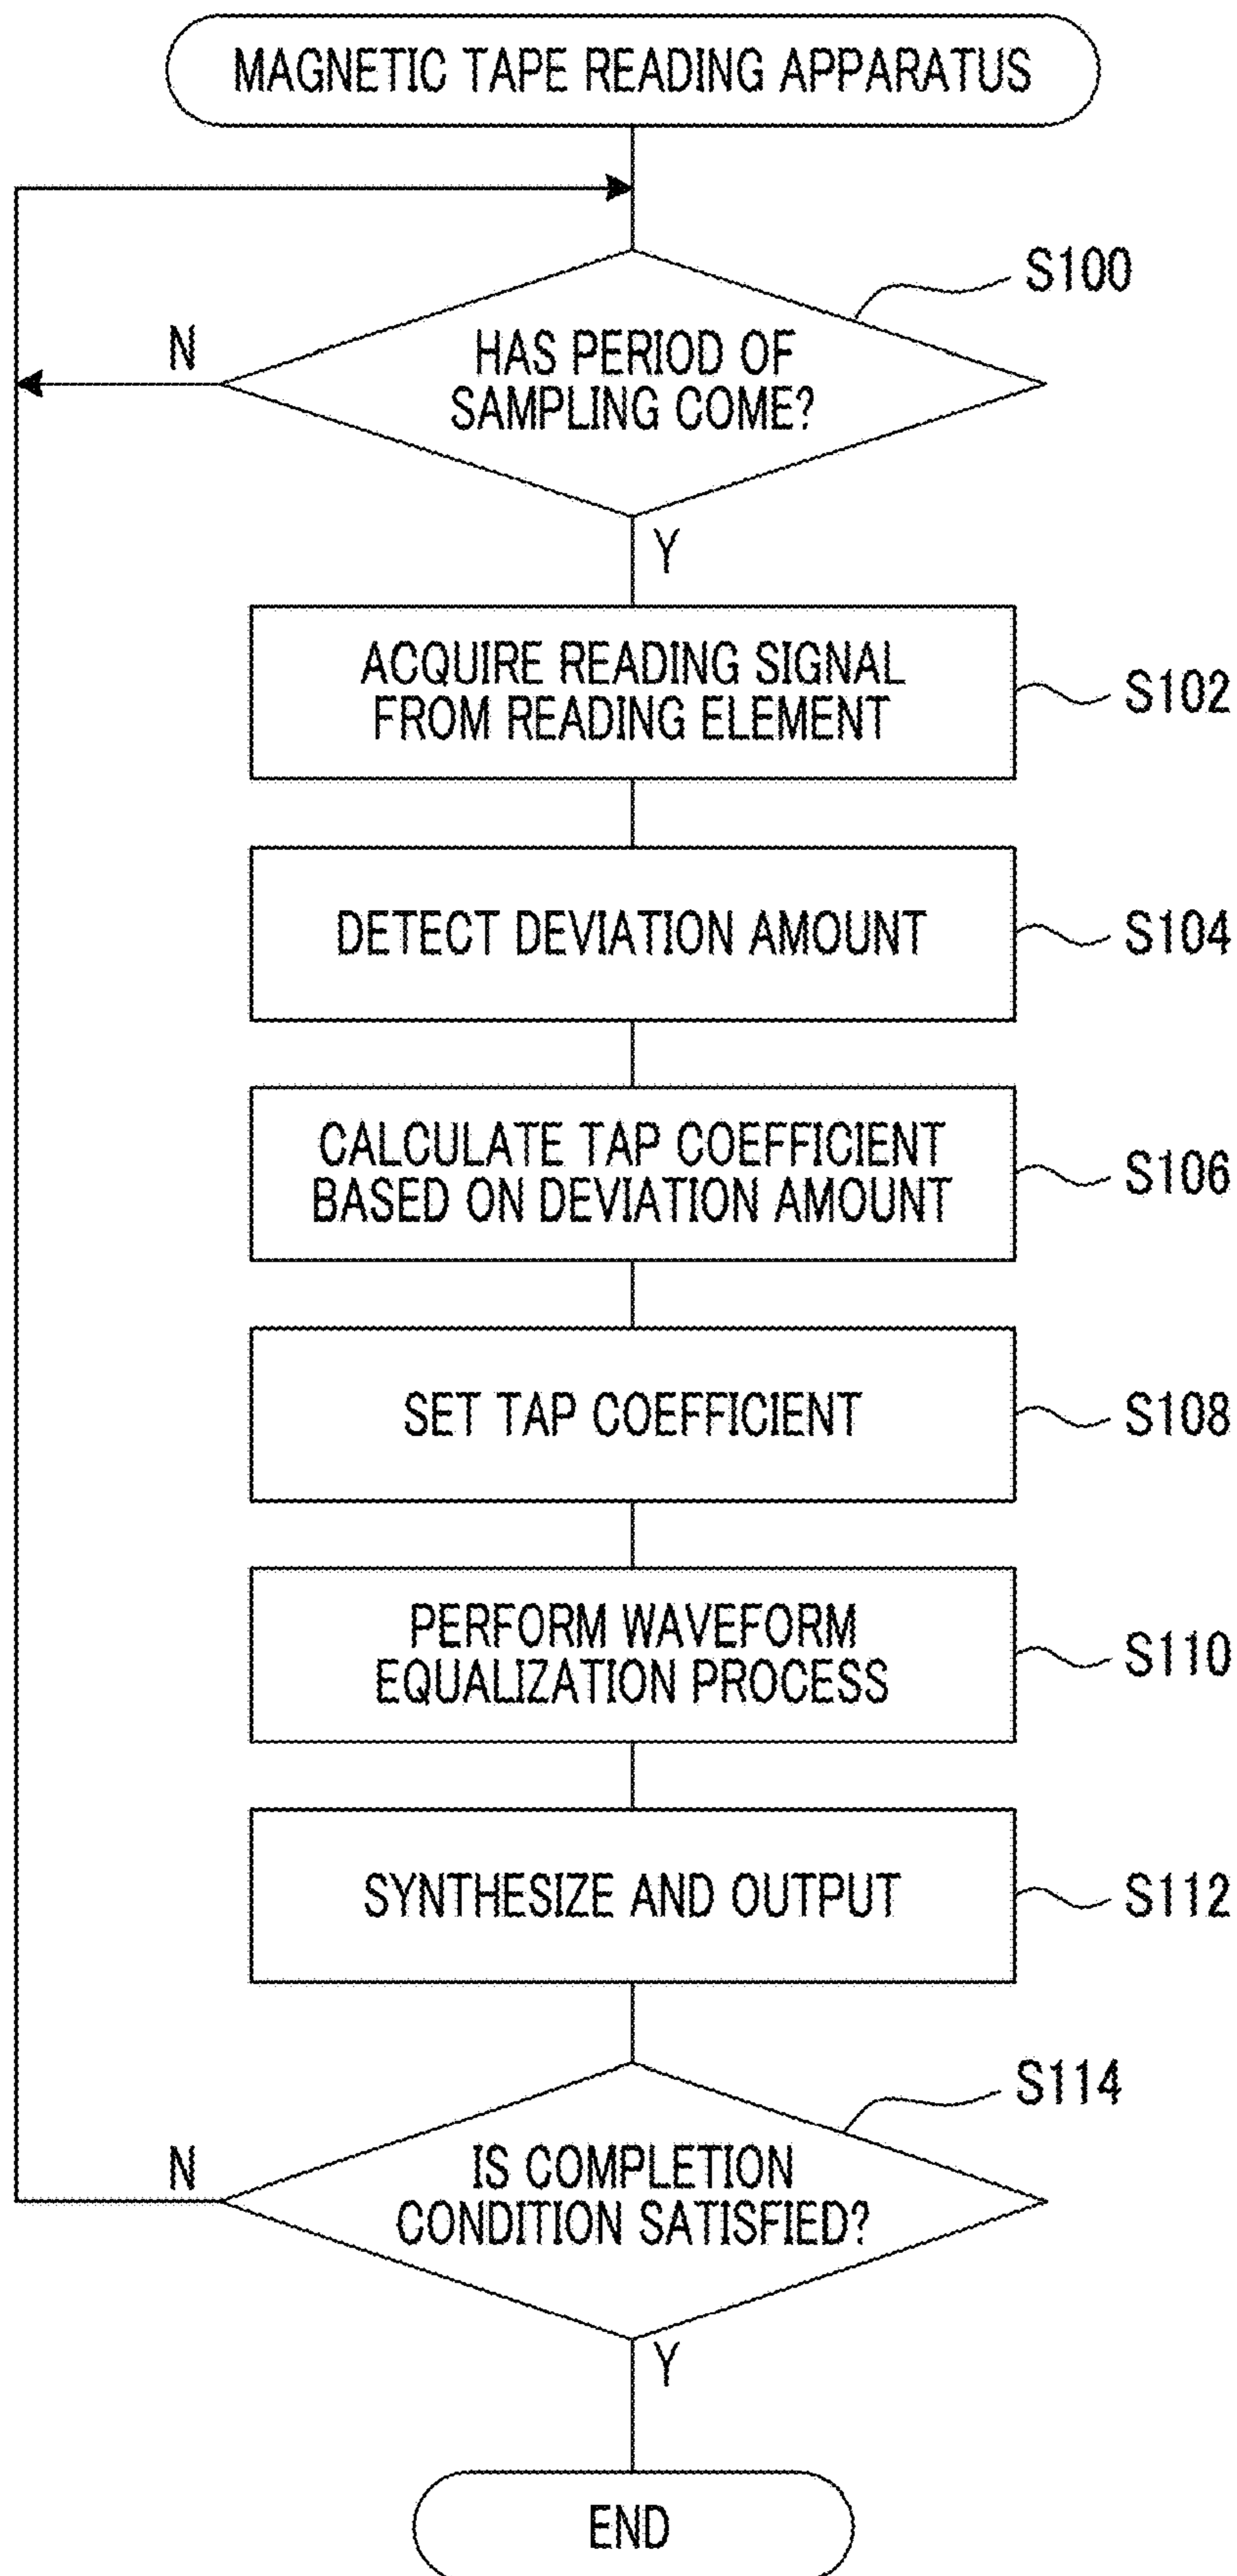 MAGNETIC TAPE READING APPARATUS
S100
N
HAS PERIOD OF
SAMPLING COME?
Y
ACQUIRE READING SIGNAL
FROM READING ELEMENT
S102
DETECT DEVIATION AMOUNT
S104
CALCULATE TAP COEFFICIENT
BASED ON DEVIATION AMOUNT
S106
SET TAP COEFFICIENT
S108
PERFORM WAVEFORM
EQUALIZATION PROCESS
S110
SYNTHESIZE AND OUTPUT
S112
S114
N
IS COMPLETION
CONDITION SATISFIED?
Y
END